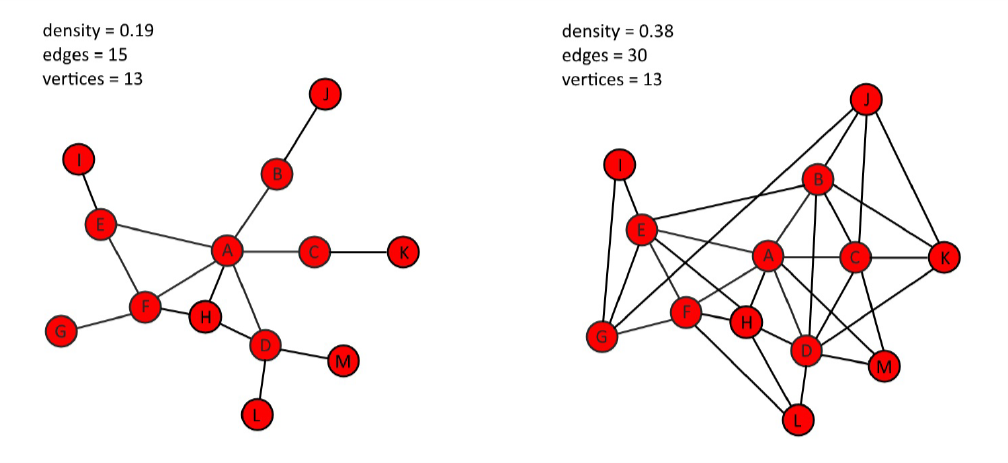 density = 0.19
edges = 15
vertices = 13
J
I
B
E
A
C
K
F
H
G
D
M
L
density = 0.38
edges = 30
vertices = 13
J
I
B
E
A
C
K
F
H
G
D
M
L